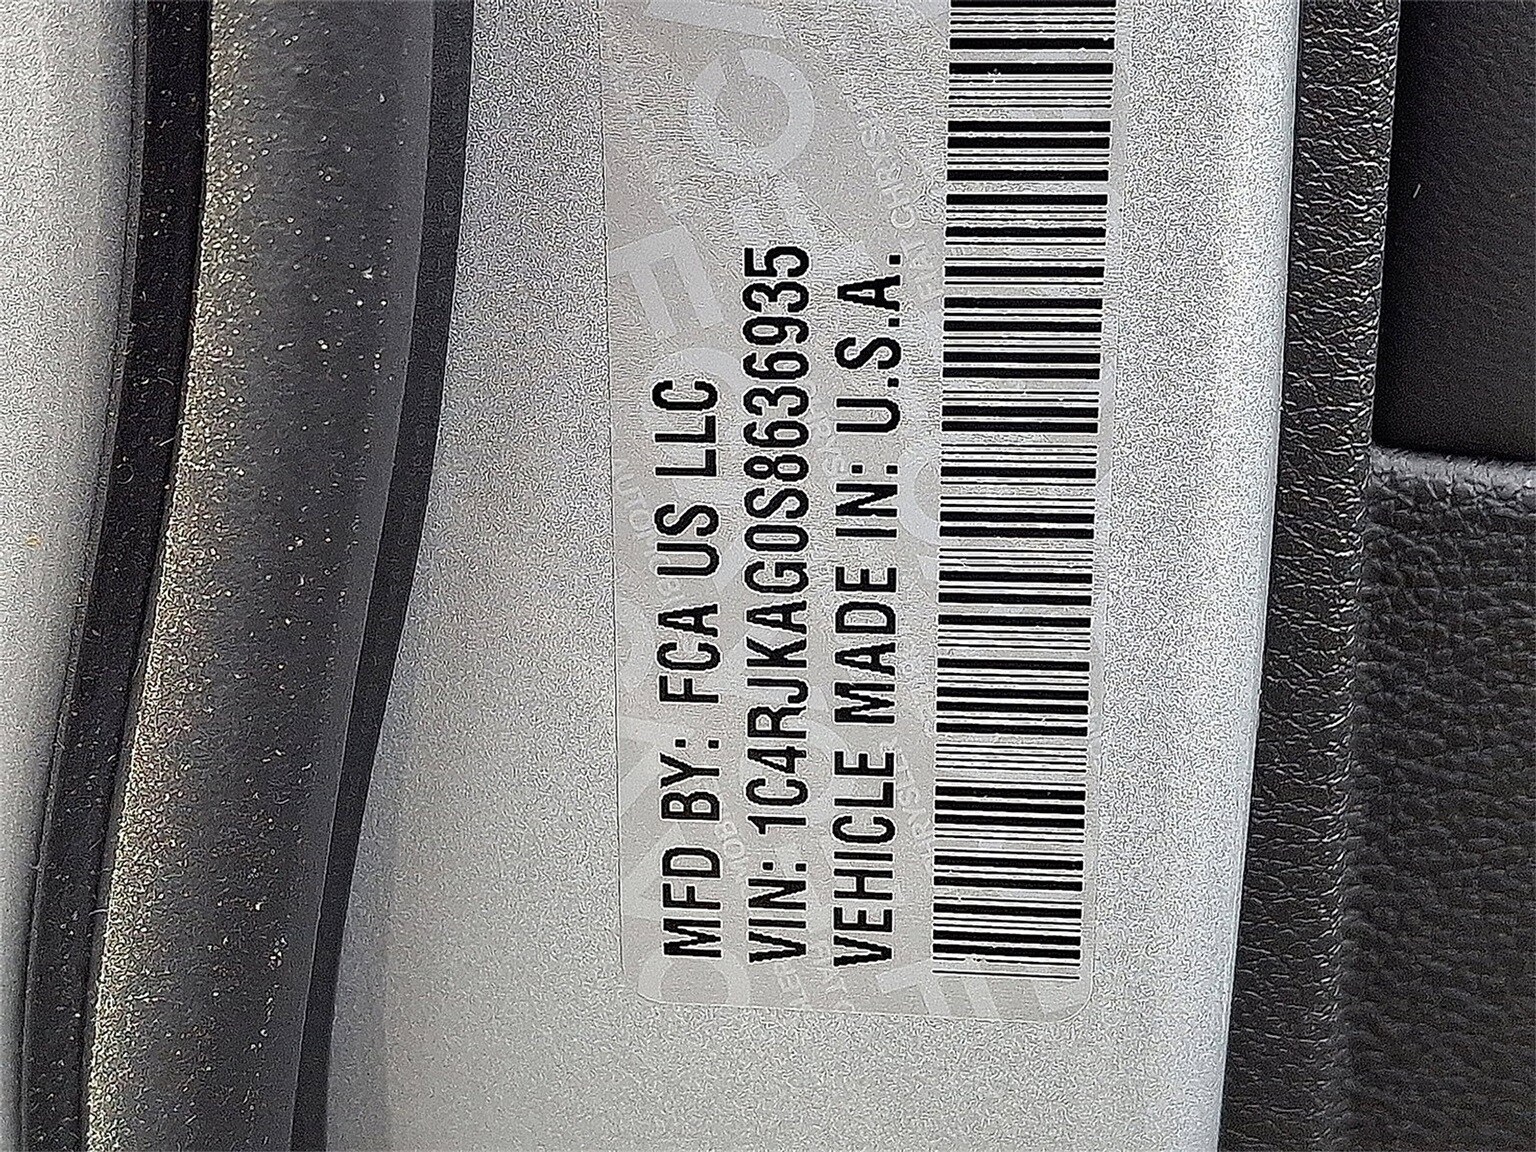 MFD BY: FCA US LLC
VIN: 1C4RJKAG0S8636935
VEHICLE MADE IN: U.S.A.